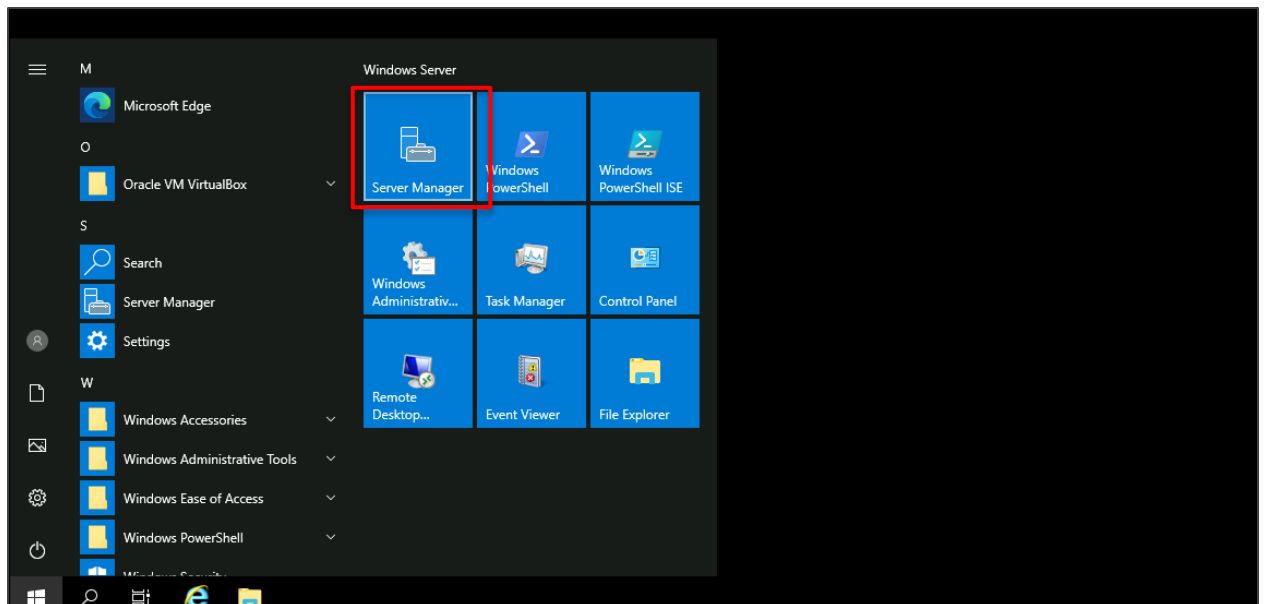 M
Microsoft Edge
O
Oracle VM VirtualBox
S
Search
Server Manager
Settings
W
Windows Accessories
Windows Administrative Tools
Windows Ease of Access
Windows PowerShell
Windows Security
Windows Server
Server Manager
Windows
PowerShell
Windows
PowerShell ISE
Windows
Administrativ...
Task Manager
Control Panel
Remote
Desktop...
Event Viewer
File Explorer